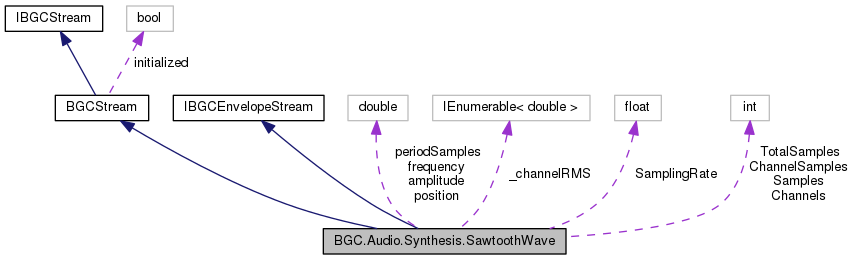 IBGCStream
bool
initialized
BGCStream
IBGCEnvelopeStream
double
IEnumerable< double >
float
int
periodSamples
frequency
amplitude
position
_channelRMS
SamplingRate
TotalSamples
ChannelSamples
Samples
Channels
BGC.Audio.Synthesis.SawtoothWave